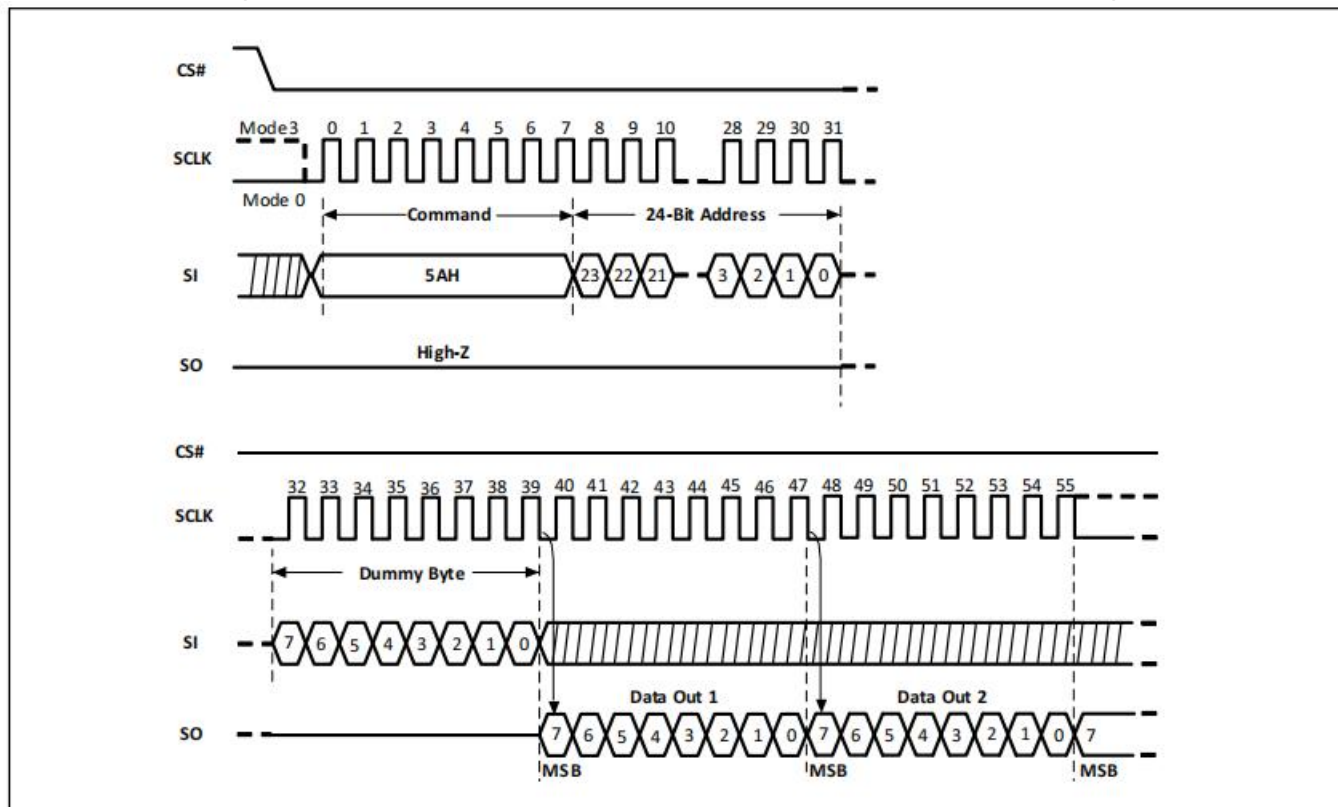 CS#
Mode3 0 1 2 3 4 5 6 7 8 9 10 28 29 30 31
SCLK
Mode 0
Command 24-Bit Address
SI 5AH 23 22 21 3 2 1 0
High-Z
SO
CS#
32 33 34 35 36 37 38 39 40 41 42 43 44 45 46 47 48 49 50 51 52 53 54 55
SCLK
Dummy Byte
SI 7 6 5 4 3 2 1 0
Data Out 1 Data Out 2
SO 7 6 5 4 3 2 1 0 7 6 5 4 3 2 1 0 7
MSB MSB MSB